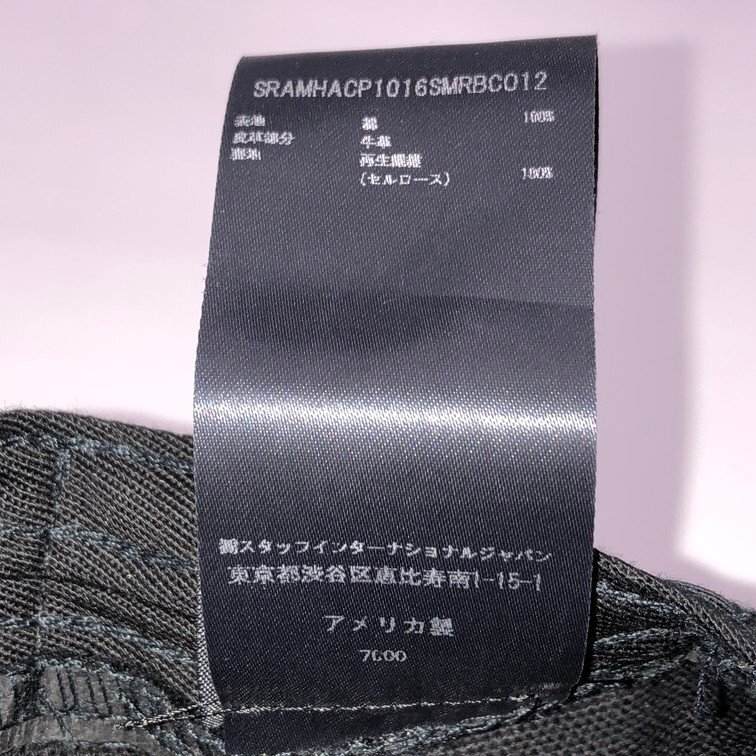 SRAMHACP1016SMRBC012
表地 綿 100%
皮革部分 牛革
裏地 再生繊維
(セルロース) 100%
㈱スタッフインターナショナルジャパン
東京都渋谷区恵比寿南1-15-1
アメリカ製
7000